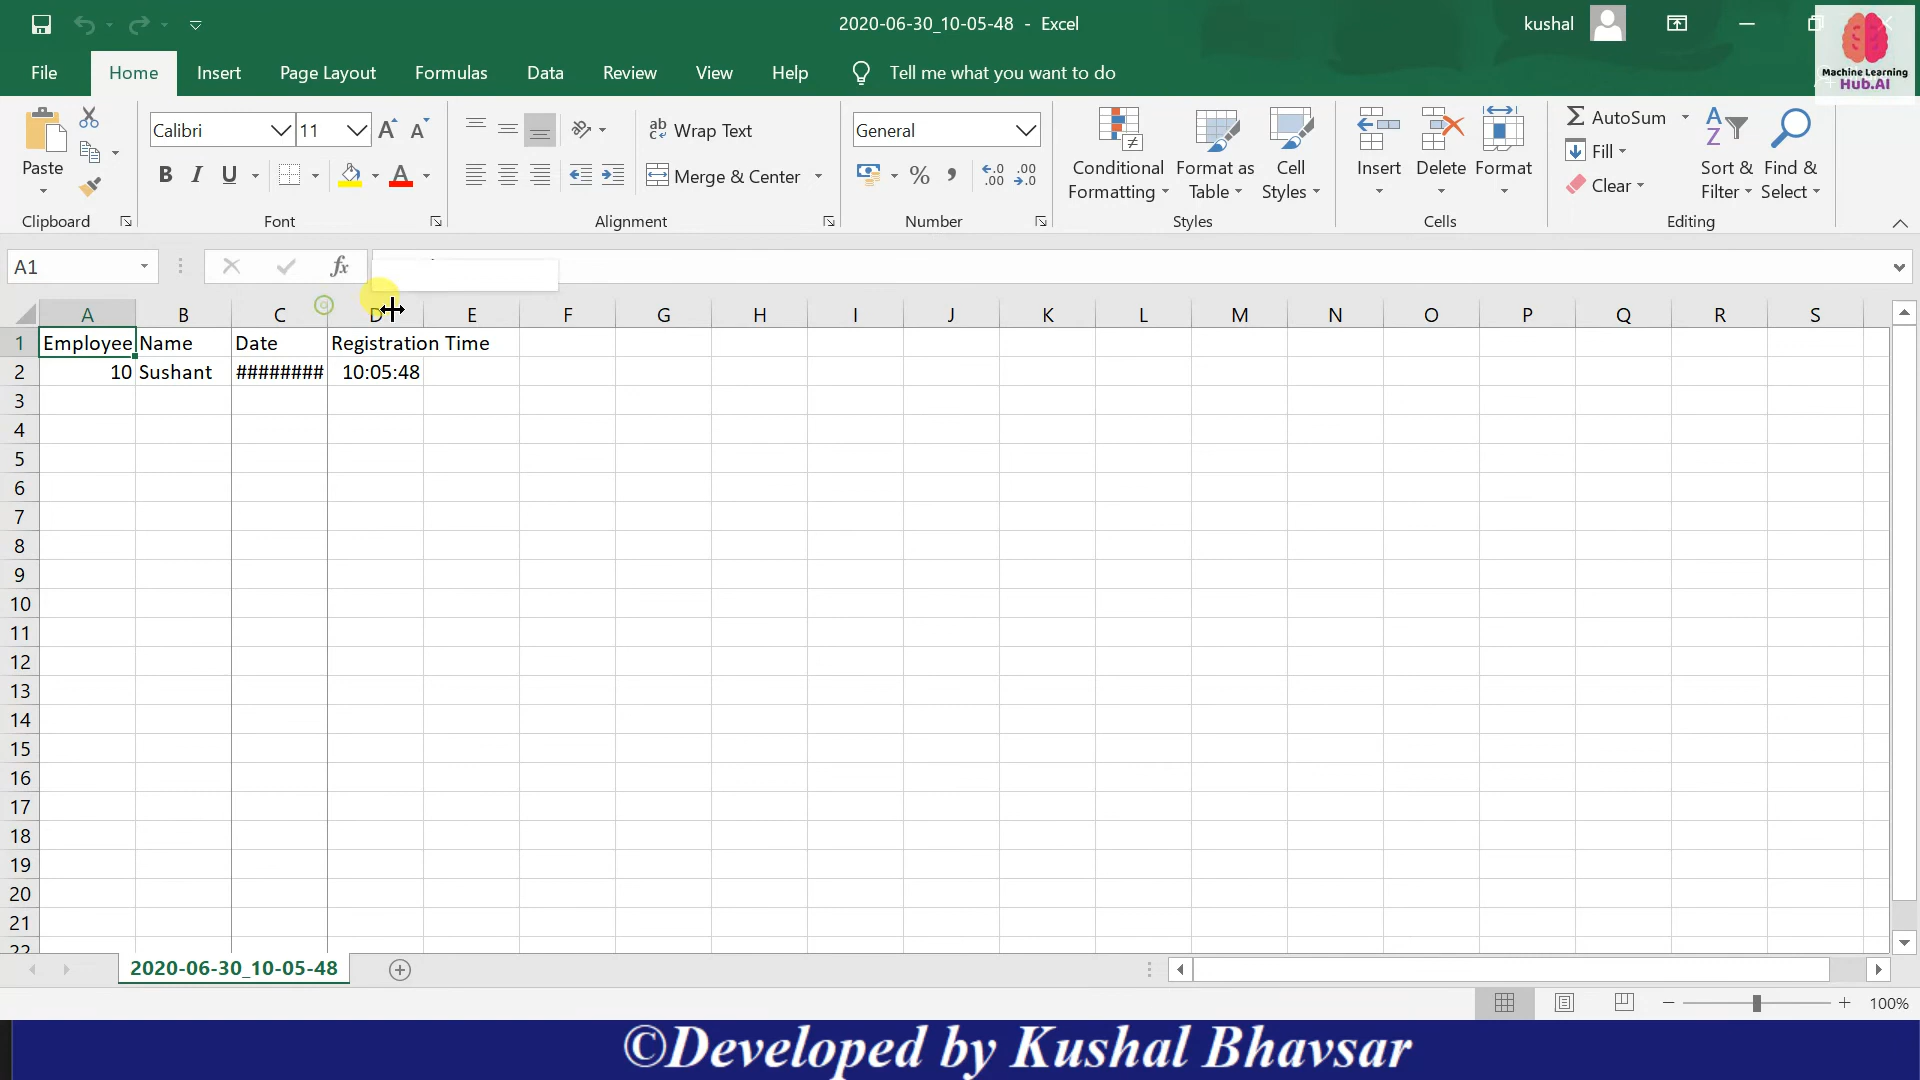 2020-06-30_10-05-48 - Excel
kushal
Machine Learning
Hub.AI
File Home Insert Page Layout Formulas Data Review View Help Tell me what you want to do
Paste
Clipboard
Calibri 11
B I U A
Font
Wrap Text
Merge & Center
Alignment
General
%
Number
Conditional
Formatting
Format as
Table
Cell
Styles
Styles
Insert Delete Format
Cells
AutoSum
Fill
Clear
Sort &
Filter
Find &
Select
Editing
A1
fx
A B C D E F G H I J K L M N O P Q R S
1 Employee Name Date Registration Time
2 10 Sushant ######## 10:05:48
3
4
5
6
7
8
9
10
11
12
13
14
15
16
17
18
19
20
21
22
2020-06-30_10-05-48
100%
©Developed by Kushal Bhavsar